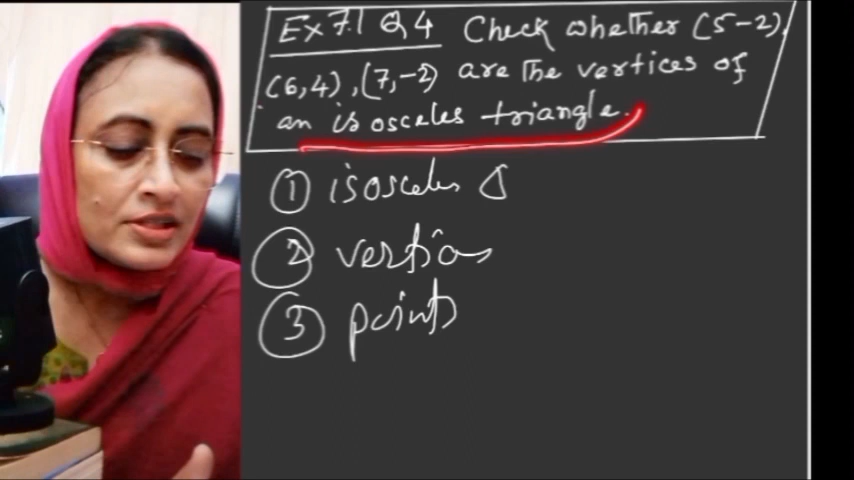 Ex 7.1 Q 4 Check whether (5-2),
(6,4), (7,-2) are the vertices of
an isosceles triangle.
① isosceles Δ
② vertices
③ points